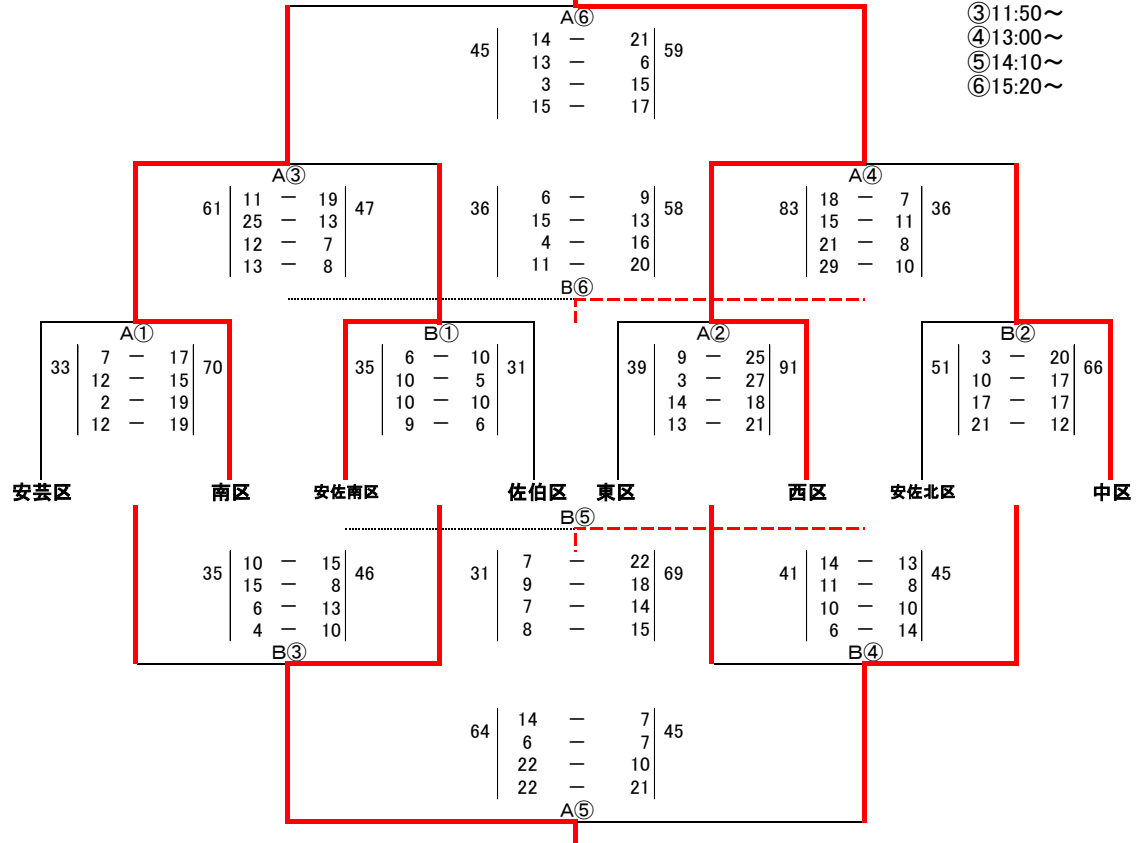 ③11:50～
④13:00～
⑤14:10～
⑥15:20～
A⑥
45 14 － 21 59
13 － 6
3 － 15
15 － 17
A③
61 11 － 19 47
25 － 13
12 － 7
13 － 8
36 6 － 9 58
15 － 13
4 － 16
11 － 20
B⑥
A④
83 18 － 7 36
15 － 11
21 － 8
29 － 10
A①
33 7 － 17 70
12 － 15
2 － 19
12 － 19
B①
35 6 － 10 31
10 － 5
10 － 10
9 － 6
A②
39 9 － 25 91
3 － 27
14 － 18
13 － 21
B②
51 3 － 20 66
10 － 17
17 － 17
21 － 12
安芸区 南区 安佐南区 佐伯区 東区 西区 安佐北区 中区
B⑤
35 10 － 15 46
15 － 8
6 － 13
4 － 10
B③
31 7 － 22 69
9 － 18
7 － 14
8 － 15
41 14 － 13 45
11 － 8
10 － 10
6 － 14
B④
64 14 － 7 45
6 － 7
22 － 10
22 － 21
A⑤